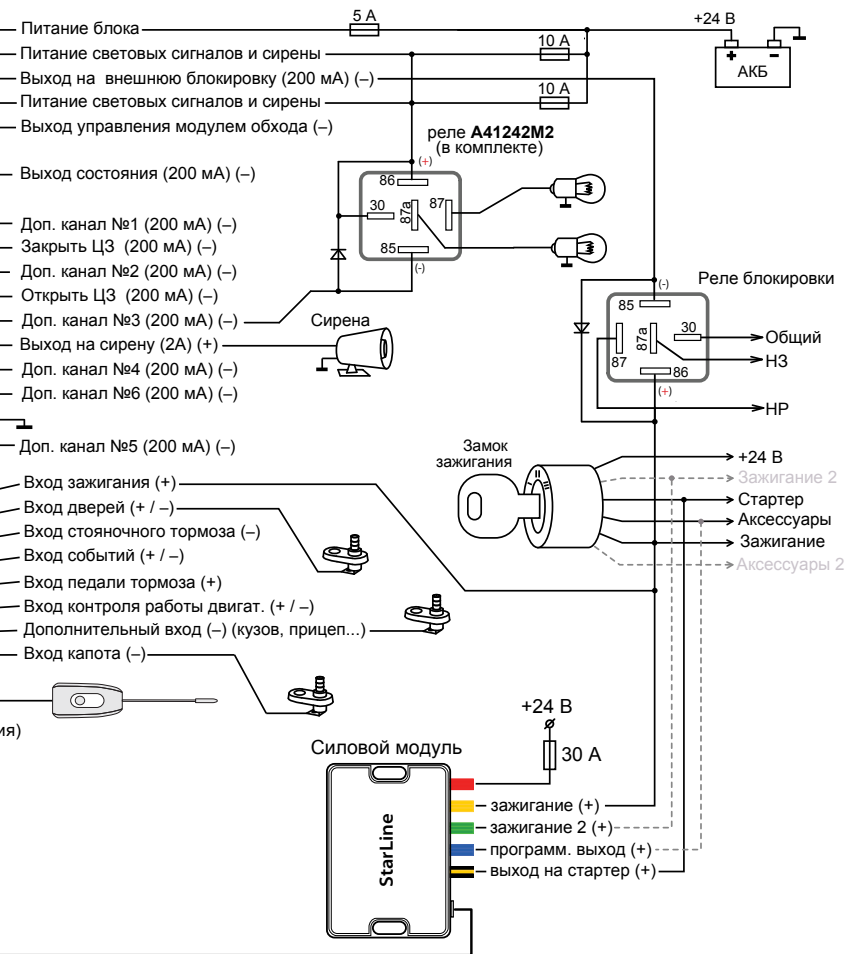 5 А
+24 В
Питание блока
10 А
Питание световых сигналов и сирены
+ –
АКБ
Выход на внешнюю блокировку (200 мА) (–)
10 А
Питание световых сигналов и сирены
Выход управления модулем обхода (–)
реле A41242M2
(в комплекте)
(+)
Выход состояния (200 мА) (–)
86
30
87a
87
85
(-)
Доп. канал №1 (200 мА) (–)
Закрыть ЦЗ (200 мА) (–)
Доп. канал №2 (200 мА) (–)
Открыть ЦЗ (200 мА) (–)
Доп. канал №3 (200 мА) (–)
Сирена
Выход на сирену (2А) (+)
Доп. канал №4 (200 мА) (–)
Доп. канал №6 (200 мА) (–)
Доп. канал №5 (200 мА) (–)
Реле блокировки
(-)
85
30
87a
87
86
(+)
Общий
НЗ
НР
Замок
зажигания
I
II
III
+24 В
Зажигание 2
Стартер
Аксессуары
Зажигание
Аксессуары 2
Вход зажигания (+)
Вход дверей (+ / –)
Вход стояночного тормоза (–)
Вход событий (+ / –)
Вход педали тормоза (+)
Вход контроля работы двигат. (+ / –)
Дополнительный вход (–) (кузов, прицеп...)
Вход капота (–)
ия)
+24 В
30 А
Силовой модуль
StarLine
зажигание (+)
зажигание 2 (+)
программ. выход (+)
выход на стартер (+)